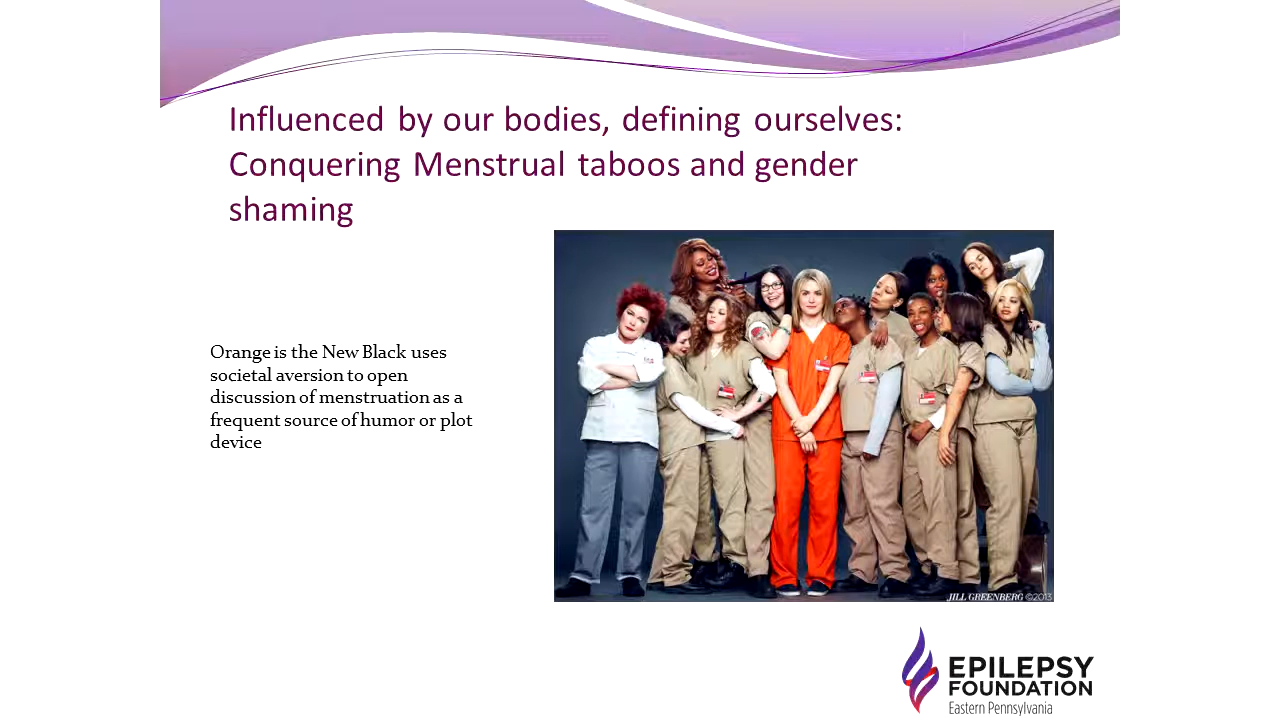 Influenced by our bodies, defining ourselves:
Conquering Menstrual taboos and gender
shaming
Orange is the New Black uses
societal aversion to open
discussion of menstruation as a
frequent source of humor or plot
device
JILL GREENBERG ©2013
EPILEPSY
FOUNDATION
Eastern Pennsylvania